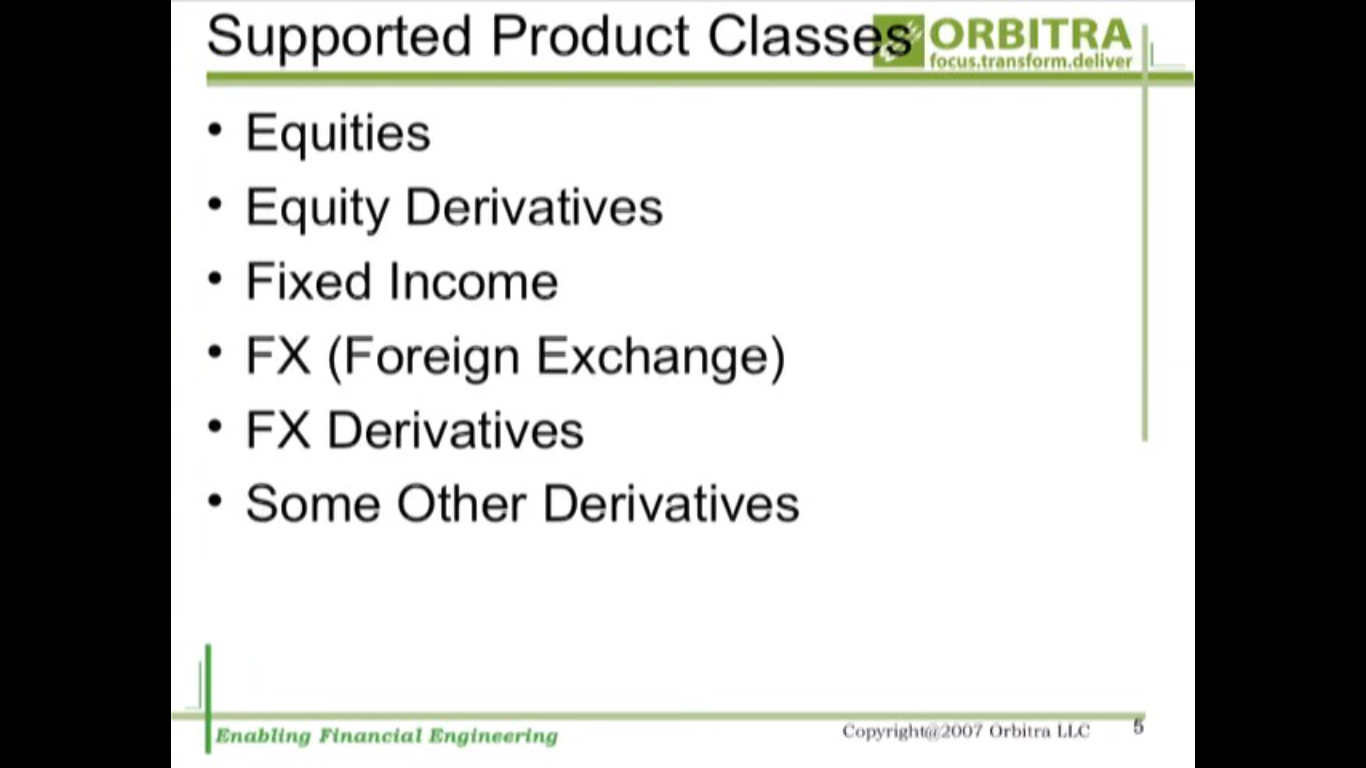 Supported Product Classes
ORBITRA
focus.transform.deliver
• Equities
• Equity Derivatives
• Fixed Income
• FX (Foreign Exchange)
• FX Derivatives
• Some Other Derivatives
Enabling Financial Engineering
Copyright@2007 Orbitra LLC
5